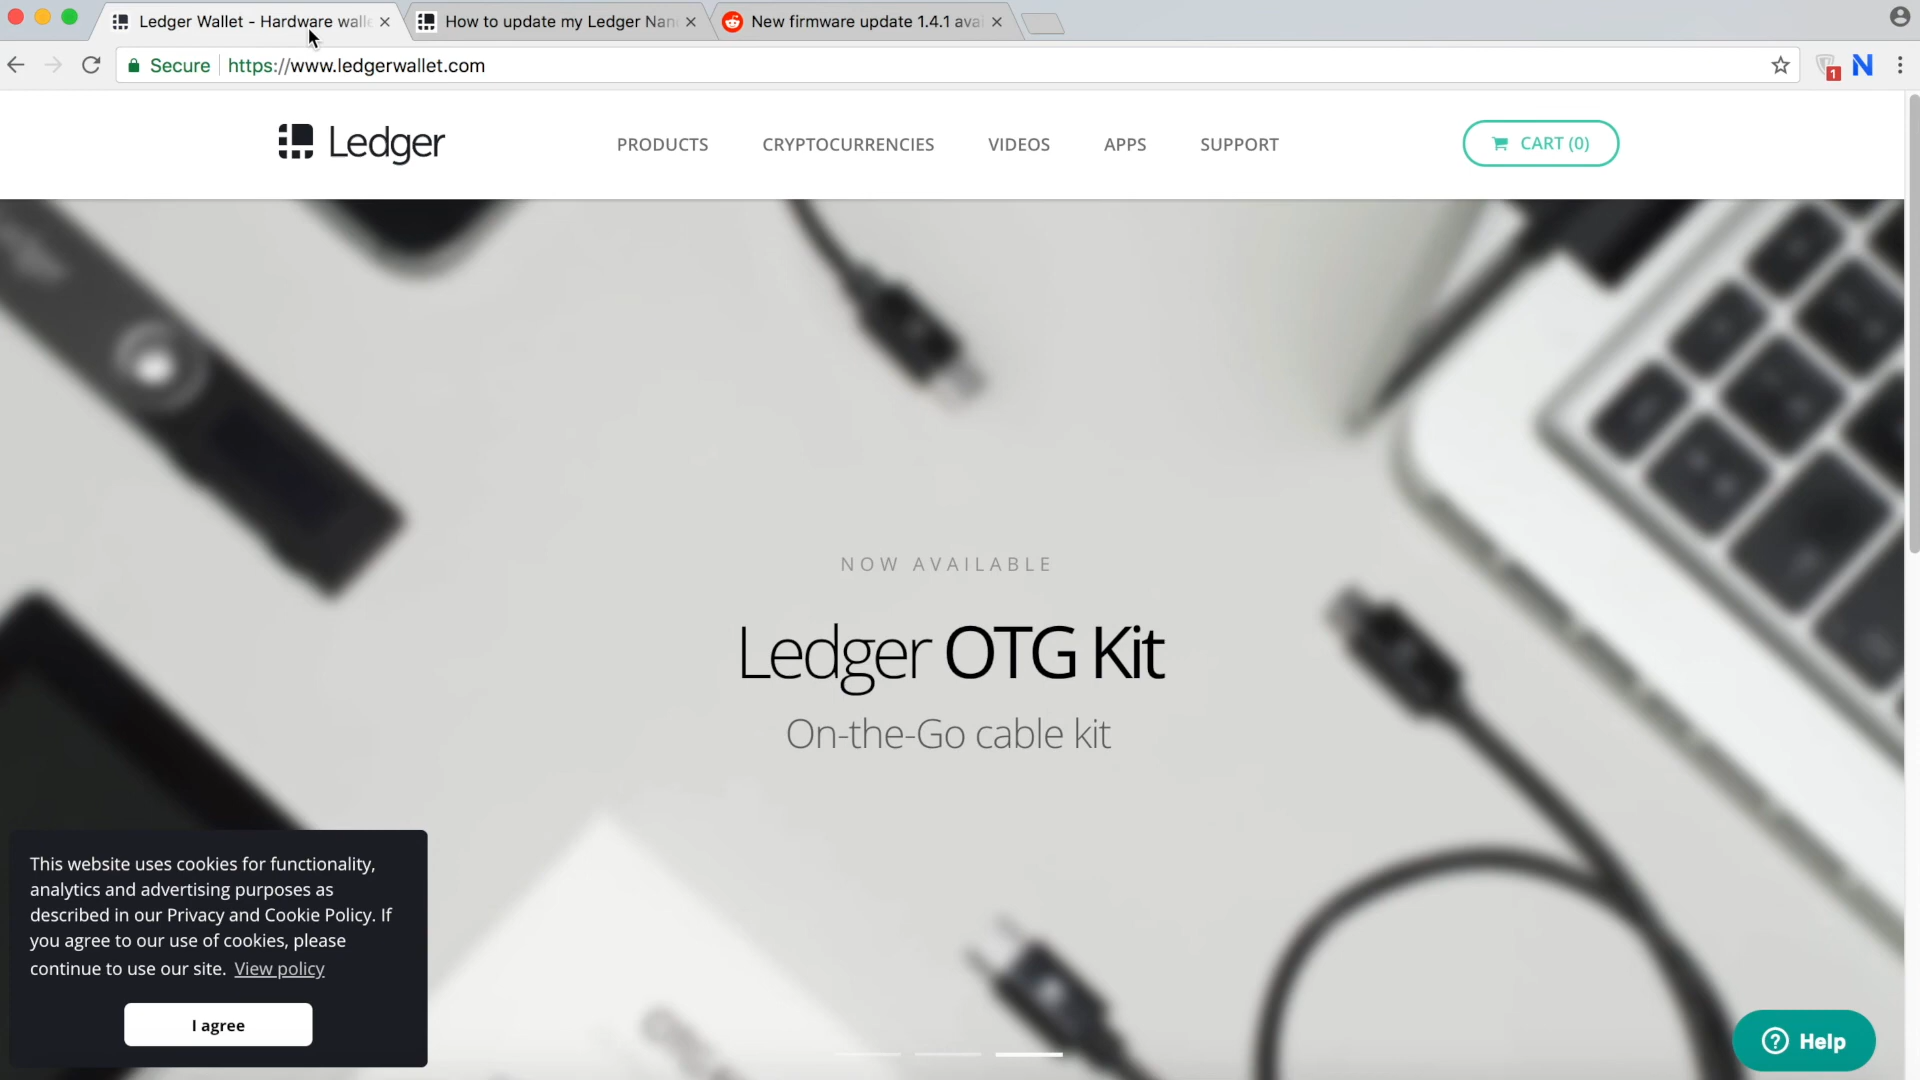 Ledger Wallet - Hardware walle
How to update my Ledger Nan
New firmware update 1.4.1 avai
Secure
https://www.ledgerwallet.com
1
N
Ledger
PRODUCTS
CRYPTOCURRENCIES
VIDEOS
APPS
SUPPORT
CART (0)
NOW AVAILABLE
Ledger OTG Kit
On-the-Go cable kit
This website uses cookies for functionality,
analytics and advertising purposes as
described in our Privacy and Cookie Policy. If
you agree to our use of cookies, please
continue to use our site. View policy
I agree
? Help